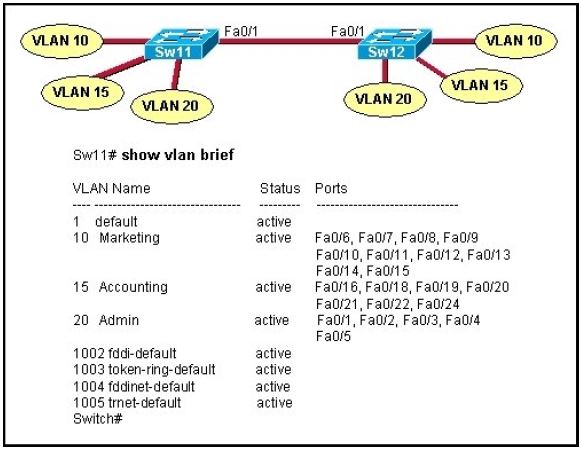 Fa0/1 Fa0/1
VLAN 10 Sw11 Sw12 VLAN 10
VLAN 15 VLAN 20 VLAN 20 VLAN 15
Sw11# show vlan brief
VLAN Name Status Ports
---- -------------------------------- --------- -------------------------------
1 default active
10 Marketing active Fa0/6, Fa0/7, Fa0/8, Fa0/9
Fa0/10, Fa0/11, Fa0/12, Fa0/13
Fa0/14, Fa0/15
15 Accounting active Fa0/16, Fa0/18, Fa0/19, Fa0/20
Fa0/21, Fa0/22, Fa0/24
20 Admin active Fa0/1, Fa0/2, Fa0/3, Fa0/4
Fa0/5
1002 fddi-default active
1003 token-ring-default active
1004 fddinet-default active
1005 trnet-default active
Switch#